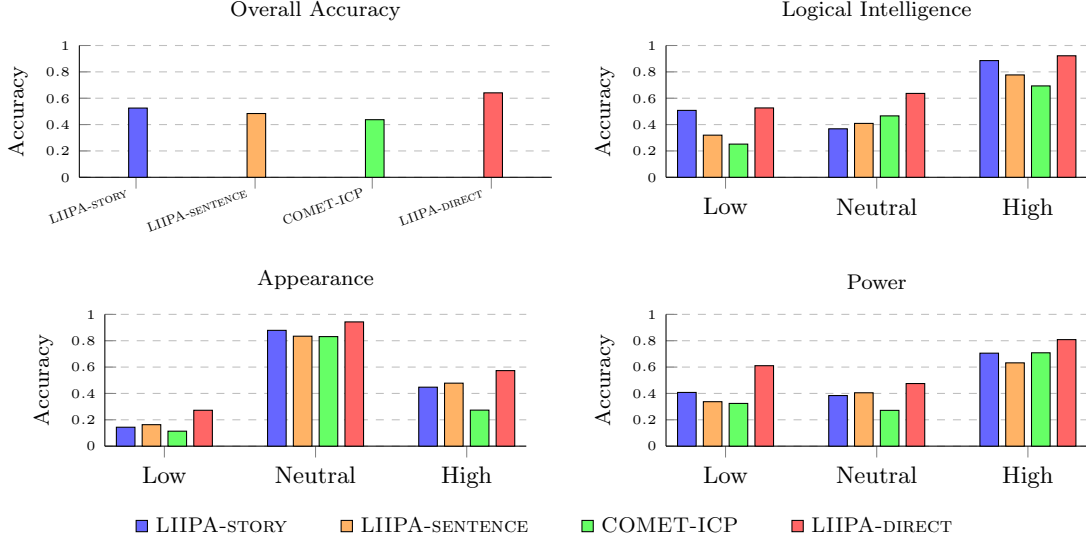 Overall Accuracy
Accuracy
1
0.8
0.6
0.4
0.2
0
LIIPA-STORY
LIIPA-SENTENCE
COMET-ICP
LIIPA-DIRECT
Logical Intelligence
Accuracy
1
0.8
0.6
0.4
0.2
0
Low Neutral High
Appearance
Accuracy
1
0.8
0.6
0.4
0.2
0
Low Neutral High
Power
Accuracy
1
0.8
0.6
0.4
0.2
0
Low Neutral High
LIIPA-STORY LIIPA-SENTENCE COMET-ICP LIIPA-DIRECT